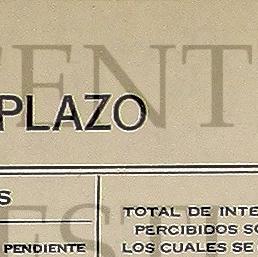 PLAZO
S
PENDIENTE
TOTAL DE INTE
PERCIBIDOS SO
LOS CUALES SE